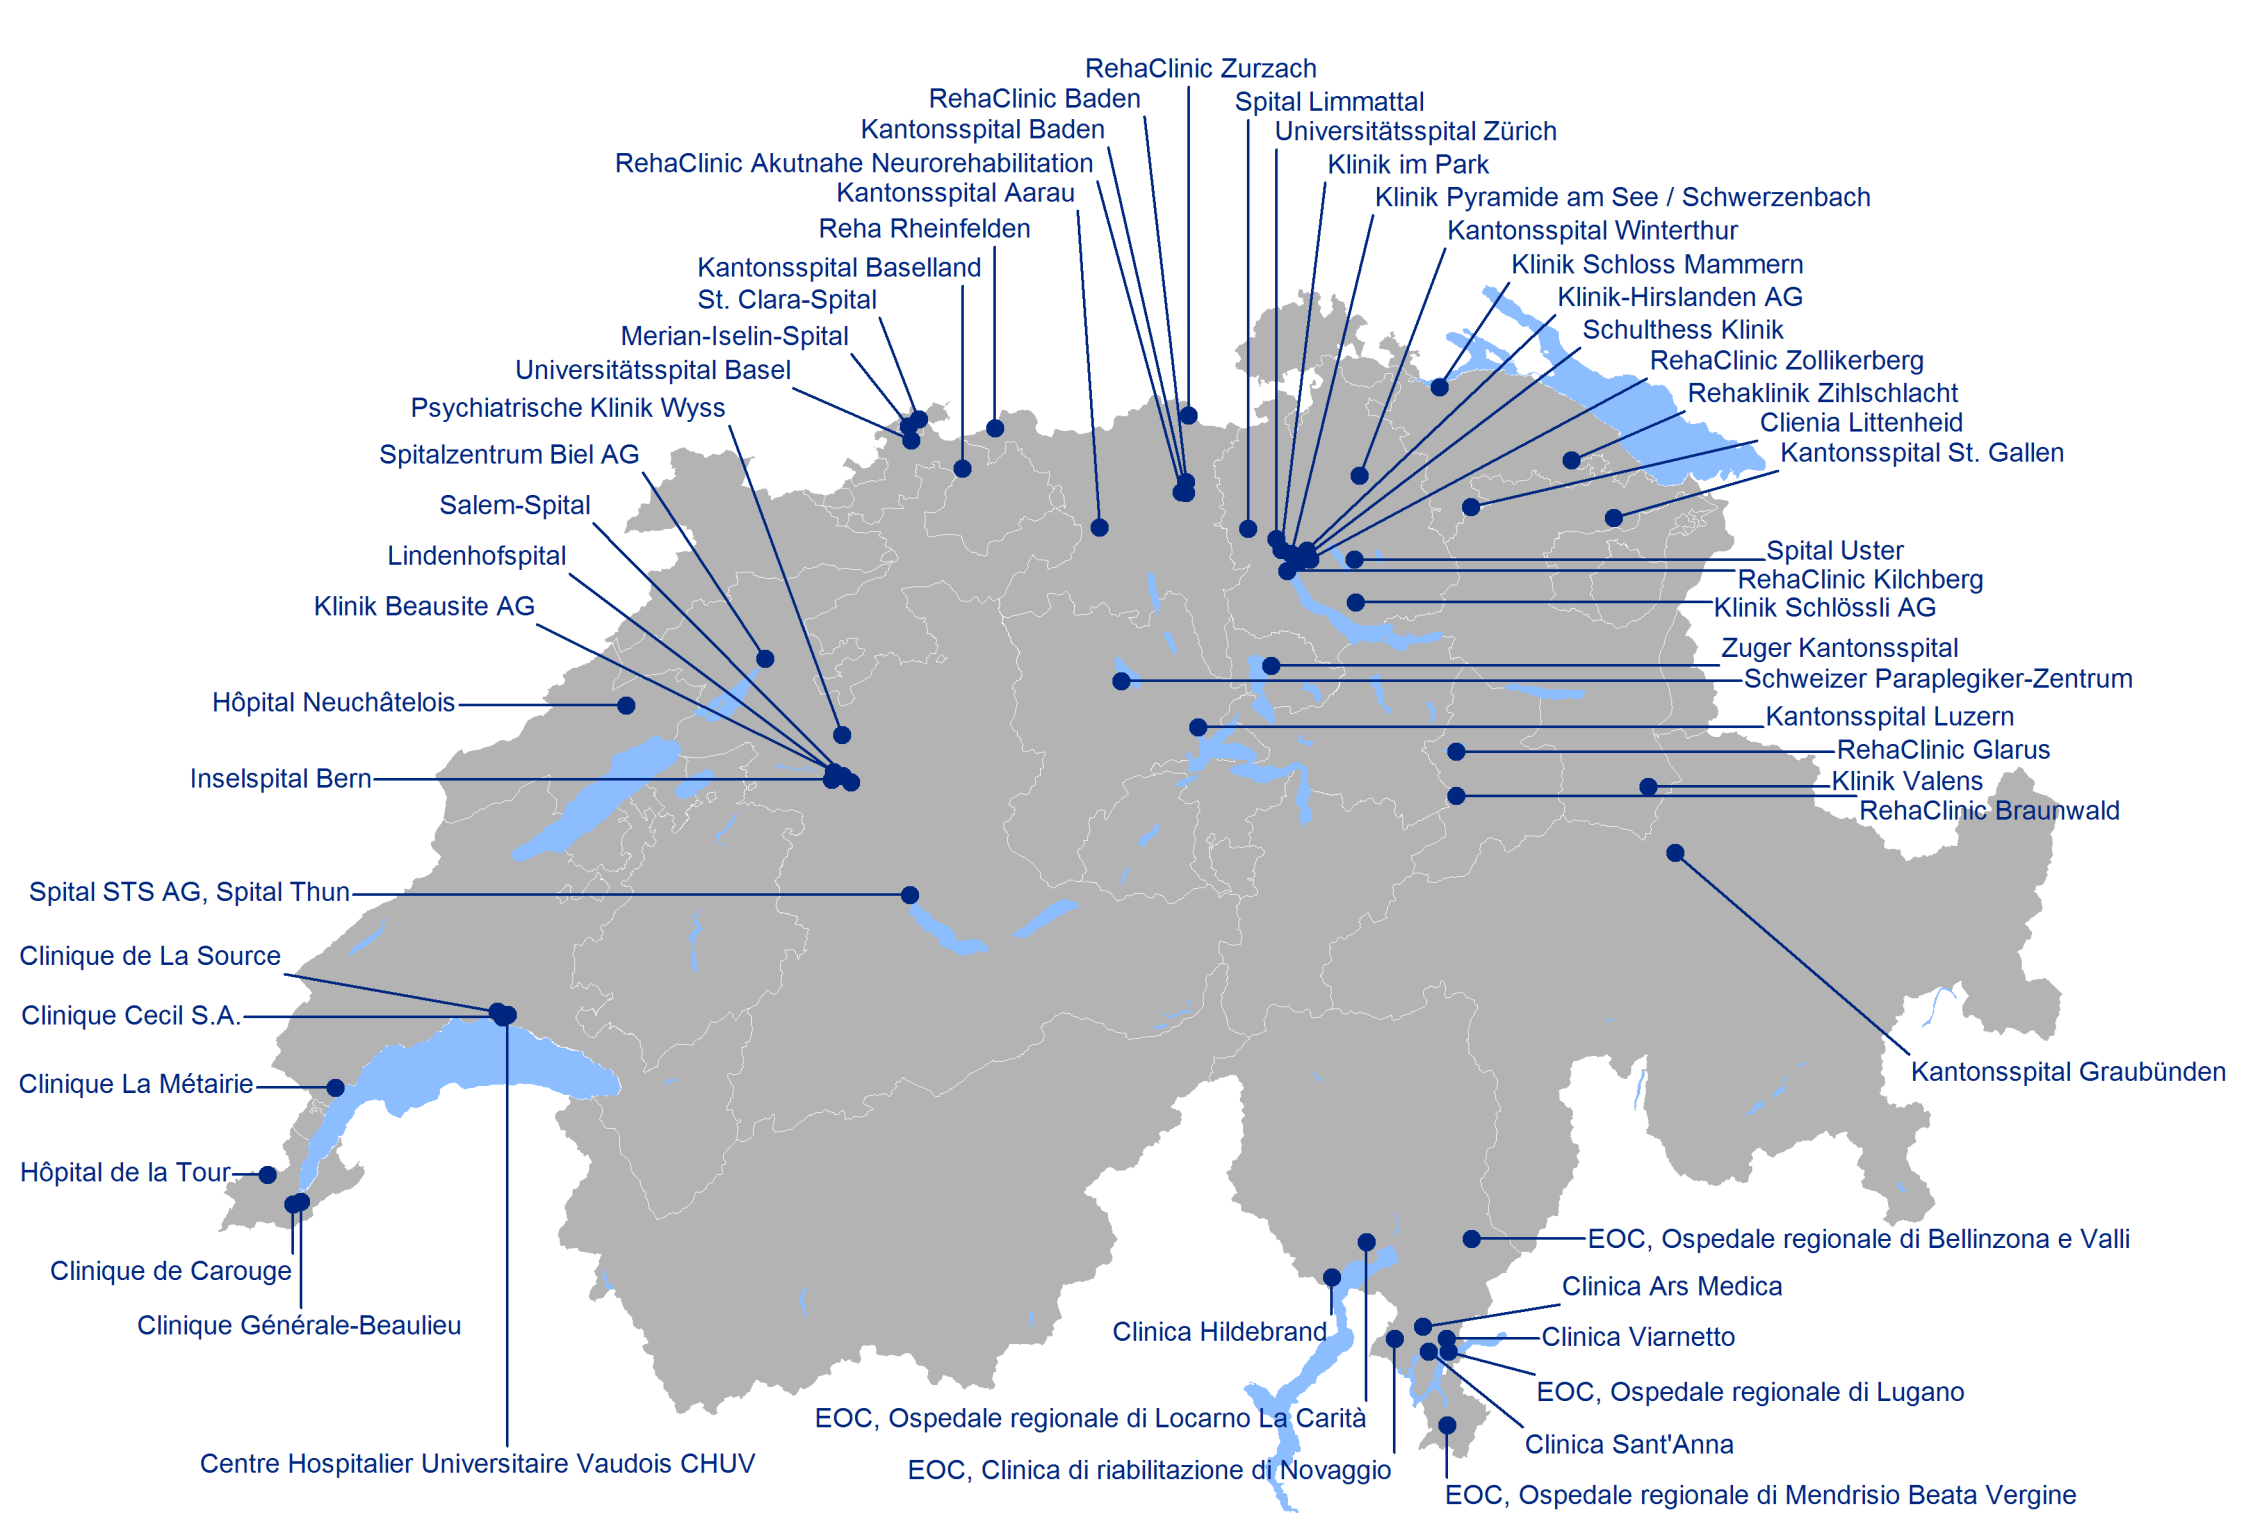 RehaClinic Zurzach
RehaClinic Baden
Spital Limmattal
Kantonsspital Baden
Universitätsspital Zürich
RehaClinic Akutnahe Neurorehabilitation
Klinik im Park
Kantonsspital Aarau
Klinik Pyramide am See / Schwerzenbach
Reha Rheinfelden
Kantonsspital Winterthur
Kantonsspital Baselland
Klinik Schloss Mammern
St. Clara-Spital
Klinik-Hirslanden AG
Merian-Iselin-Spital
Schulthess Klinik
Universitätsspital Basel
RehaClinic Zollikerberg
Psychiatrische Klinik Wyss
Rehaklinik Zihlschlacht
Clienia Littenheid
Spitalzentrum Biel AG
Kantonsspital St. Gallen
Salem-Spital
Lindenhofspital
Spital Uster
RehaClinic Kilchberg
Klinik Beausite AG
Klinik Schlössli AG
Zuger Kantonsspital
Schweizer Paraplegiker-Zentrum
Hôpital Neuchâtelois
Kantonsspital Luzern
RehaClinic Glarus
Inselspital Bern
Klinik Valens
RehaClinic Braunwald
Spital STS AG, Spital Thun
Clinique de La Source
Clinique Cecil S.A.
Kantonsspital Graubünden
Clinique La Métairie
Hôpital de la Tour
EOC, Ospedale regionale di Bellinzona e Valli
Clinique de Carouge
Clinica Ars Medica
Clinique Générale-Beaulieu
Clinica Hildebrand
Clinica Viarnetto
EOC, Ospedale regionale di Lugano
EOC, Ospedale regionale di Locarno La Carità
Clinica Sant'Anna
Centre Hospitalier Universitaire Vaudois CHUV
EOC, Clinica di riabilitazione di Novaggio
EOC, Ospedale regionale di Mendrisio Beata Vergine